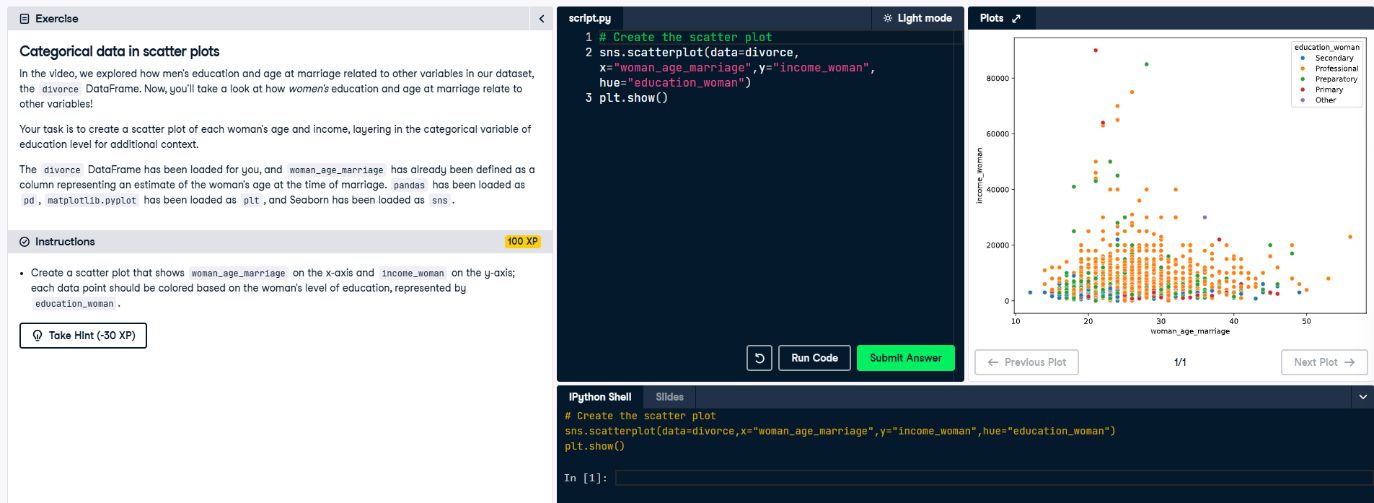 Exercise
Categorical data in scatter plots
In the video, we explored how men's education and age at marriage related to other variables in our dataset,
the divorce DataFrame. Now, you'll take a look at how women's education and age at marriage relate to
other variables!
Your task is to create a scatter plot of each woman's age and income, layering in the categorical variable of
education level for additional context.
The divorce DataFrame has been loaded for you, and woman_age_marriage has already been defined as a
column representing an estimate of the woman's age at the time of marriage. pandas has been loaded as
pd , matplotlib.pyplot has been loaded as plt , and Seaborn has been loaded as sns .
Instructions
100 XP
• Create a scatter plot that shows woman_age_marriage on the x-axis and income_woman on the y-axis;
each data point should be colored based on the woman's level of education, represented by
education_woman .
Take Hint (-30 XP)
script.py
Light mode
1 # Create the scatter plot
2 sns.scatterplot(data=divorce,
x="woman_age_marriage",y="income_woman",
hue="education_woman")
3 plt.show()
Run Code
Submit Answer
Plots
education_woman
Secondary
Professional
Preparatory
Primary
Other
80000
60000
40000
20000
0
income_woman
10 20 30 40 50
woman_age_marriage
← Previous Plot
1/1
Next Plot →
IPython Shell
Slides
# Create the scatter plot
sns.scatterplot(data=divorce,x="woman_age_marriage",y="income_woman",hue="education_woman")
plt.show()
In [1]: